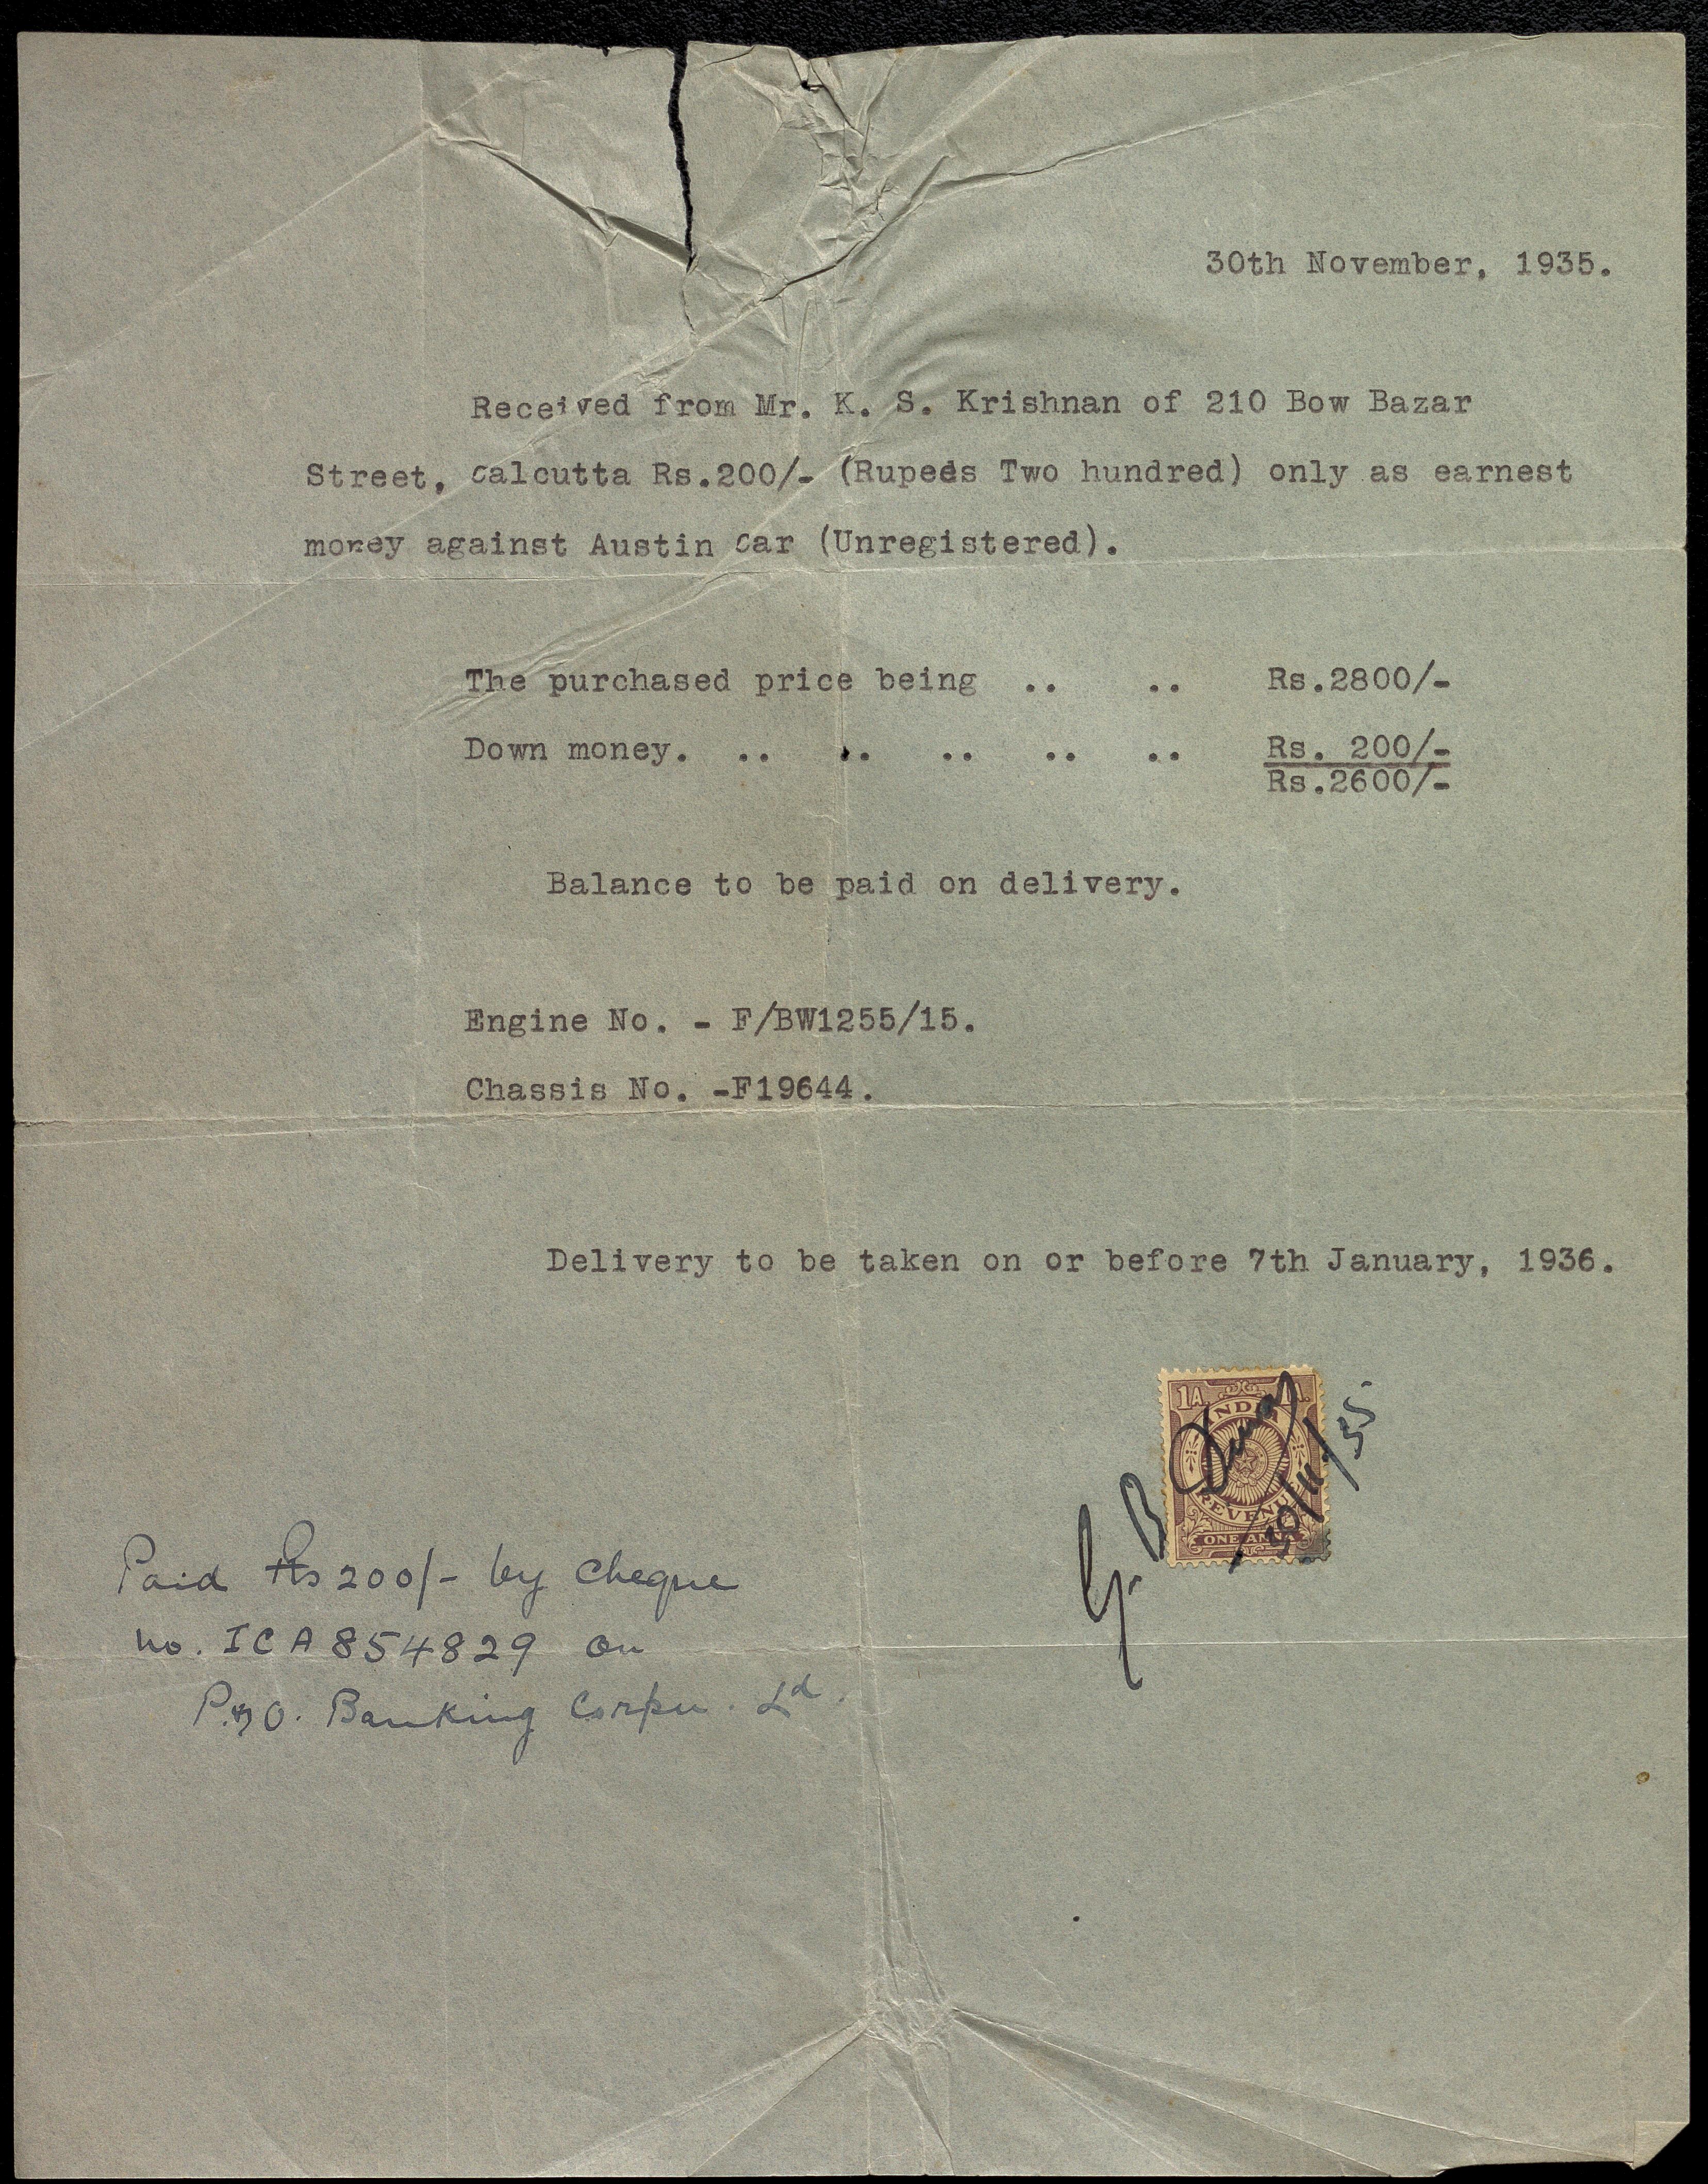 30th November, 1935.
Received from Mr. K. S. Krishnan of 210 Bow Bazar
Street, Calcutta Rs.200/- (Rupees Two hundred) only as earnest
money against Austin Car (Unregistered).
The purchased price being .. .. Rs.2800/-
Down money. .. .. .. .. .. Rs. 200/-
Rs.2600/-
Balance to be paid on delivery.
Engine No. - F/BW1255/15.
Chassis No. -F19644.
Delivery to be taken on or before 7th January, 1936.
1A.
INDIA
REVENUE
ONE ANNA
G. B.
30/11/35
Paid Rs 200/- by cheque
no. ICA 854829 on
P.&O. Banking Corpn. Ld.